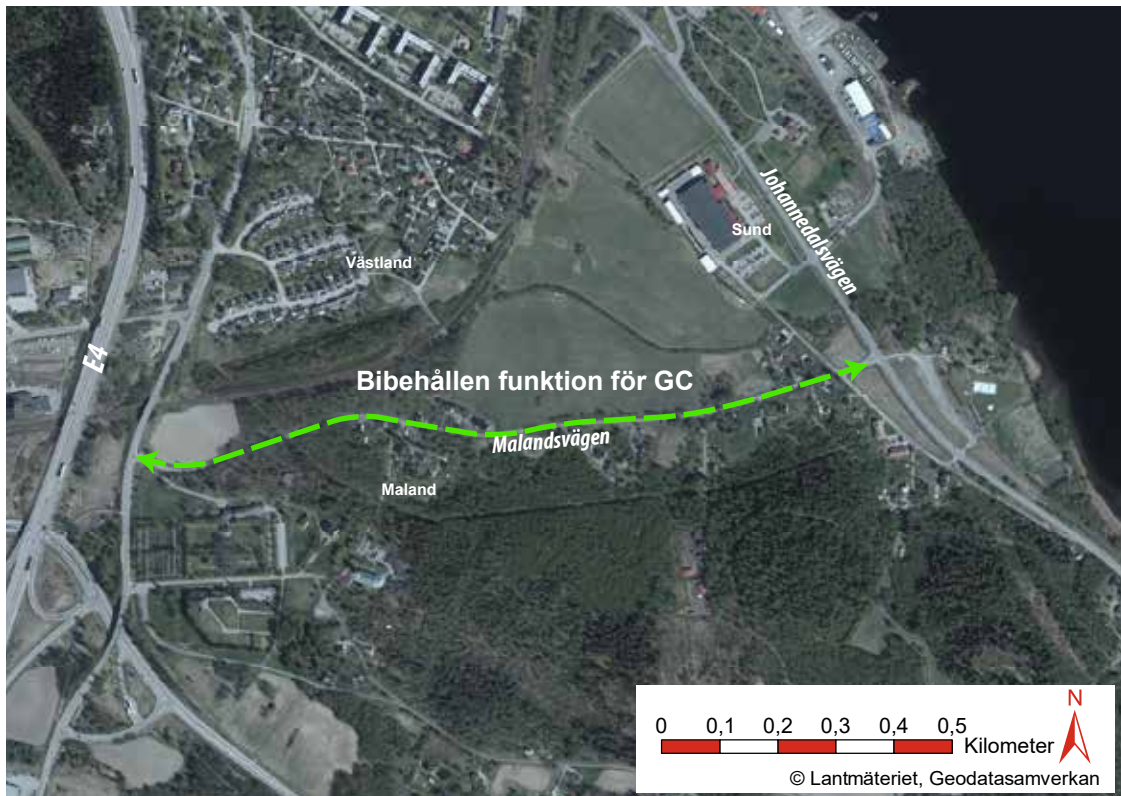 Johannedalsvägen
Sund
Västland
E4
Bibehållen funktion för GC
Malandsvägen
Maland
N
0 0,1 0,2 0,3 0,4 0,5
Kilometer
© Lantmäteriet, Geodatasamverkan